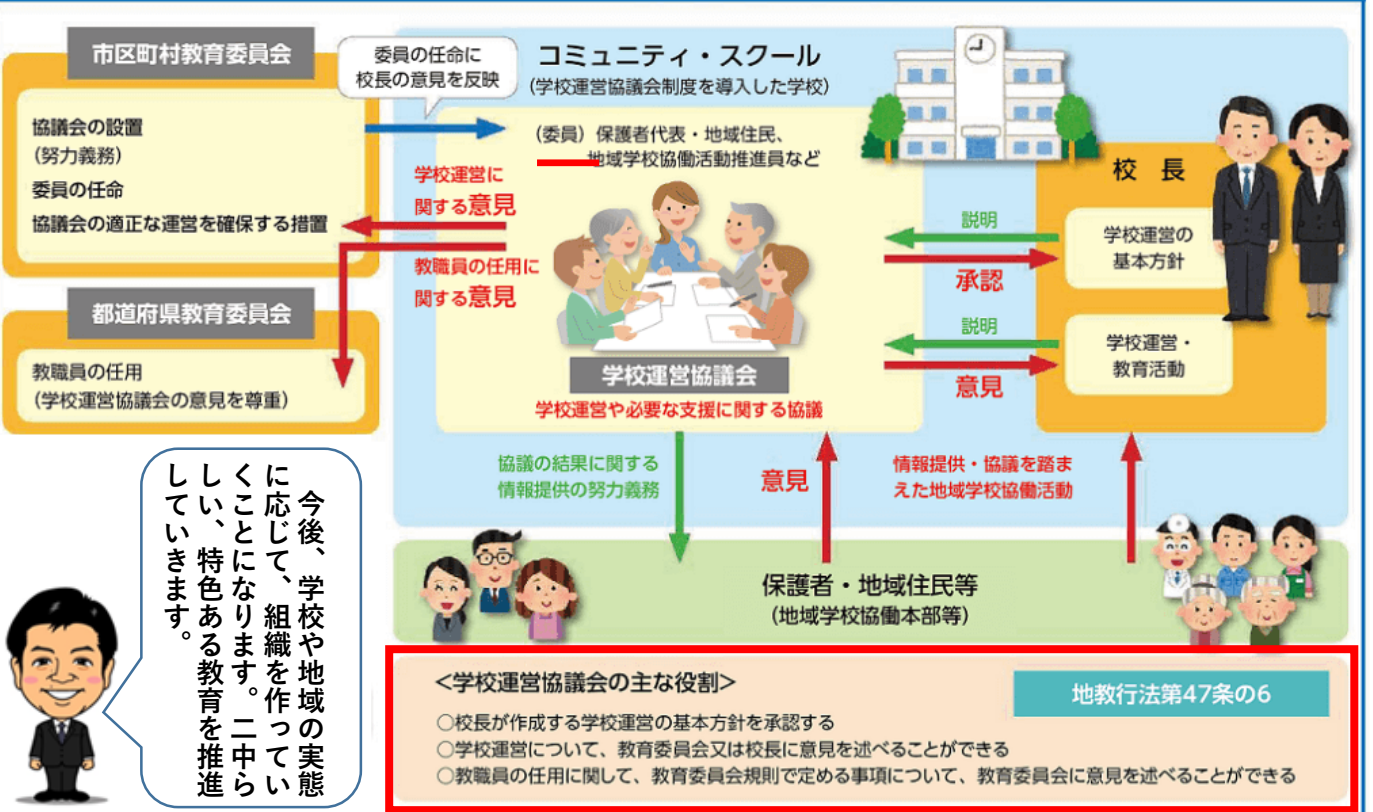 市区町村教育委員会
協議会の設置
(努力義務)
委員の任命
協議会の適正な運営を確保する措置
都道府県教育委員会
教職員の任用
(学校運営協議会の意見を尊重)
委員の任命に
校長の意見を反映
学校運営に
関する意見
教職員の任用に
関する意見
コミュニティ・スクール
(学校運営協議会制度を導入した学校)
(委員)保護者代表・地域住民、
地域学校協働活動推進員など
学校運営協議会
学校運営や必要な支援に関する協議
説明
承認
説明
意見
校 長
学校運営の
基本方針
学校運営・
教育活動
協議の結果に関する
情報提供の努力義務
意見
情報提供・協議を踏ま
えた地域学校協働活動
保護者・地域住民等
(地域学校協働本部等)
今後、学校や地域の実態
に応じて、組織を作ってい
くことになります。二中ら
しい、特色ある教育を推進
していきます。
<学校運営協議会の主な役割>
地教行法第47条の6
○校長が作成する学校運営の基本方針を承認する
○学校運営について、教育委員会又は校長に意見を述べることができる
○教職員の任用に関して、教育委員会規則で定める事項について、教育委員会に意見を述べることができる